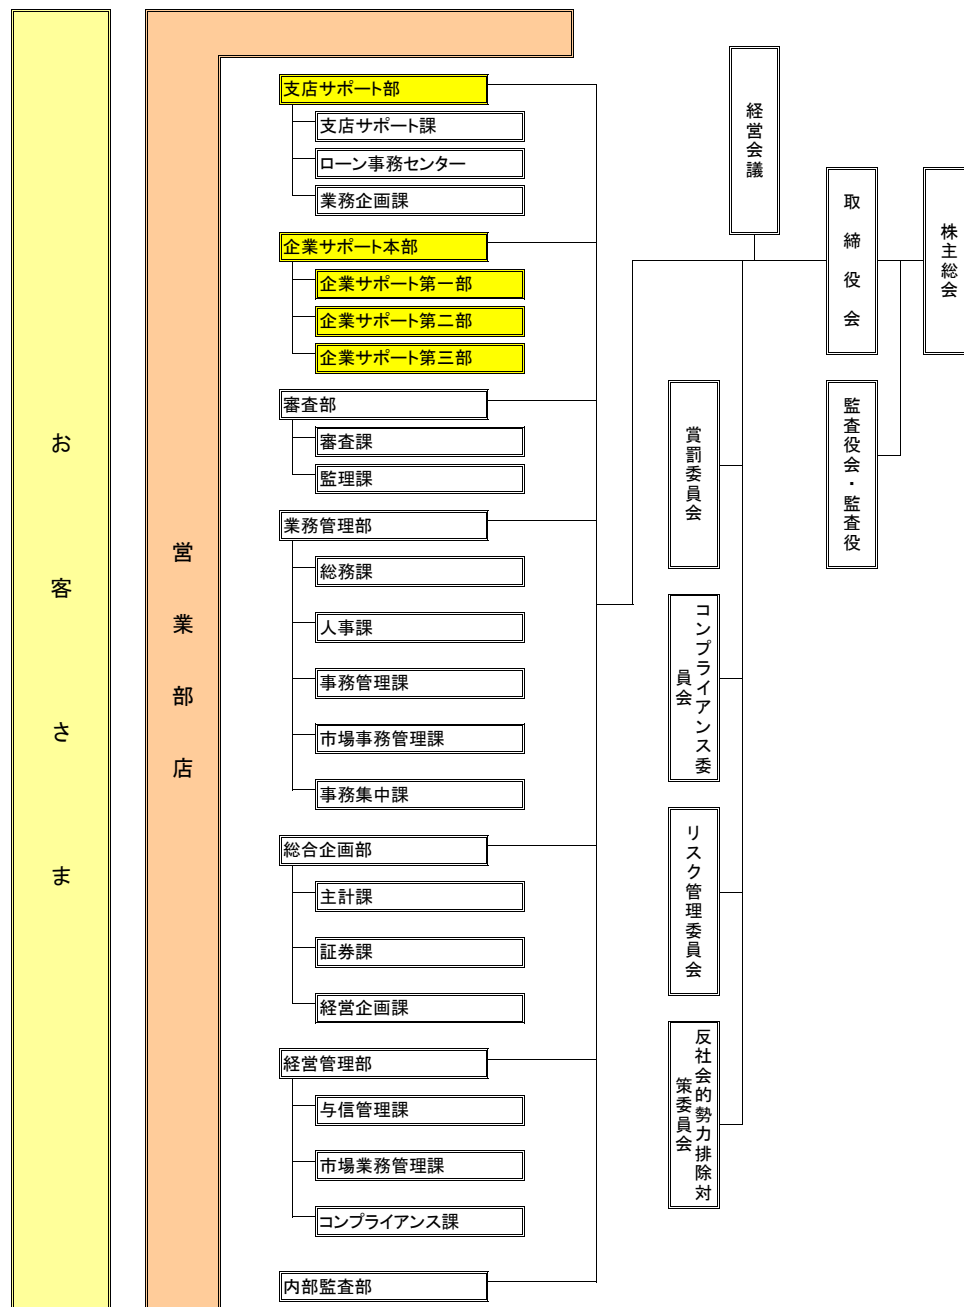 お客さま
営業部店
支店サポート部
支店サポート課
ローン事務センター
業務企画課
企業サポート本部
企業サポート第一部
企業サポート第二部
企業サポート第三部
審査部
審査課
監理課
業務管理部
総務課
人事課
事務管理課
市場事務管理課
事務集中課
総合企画部
主計課
証券課
経営企画課
経営管理部
与信管理課
市場業務管理課
コンプライアンス課
内部監査部
経営会議
取締役会
株主総会
監査役会・監査役
賞罰委員会
コンプライアンス委
員会
リスク管理委員会
反社会的勢力排除対
策委員会